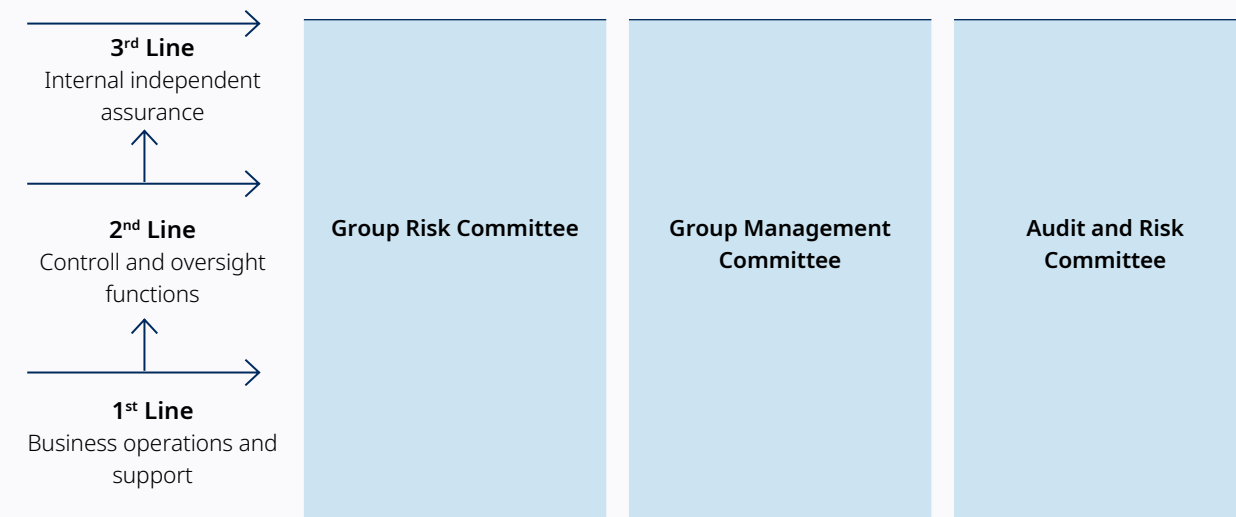 3rd Line
Internal independent
assurance
2nd Line
Controll and oversight
functions
1st Line
Business operations and
support
Group Risk Committee
Group Management
Committee
Audit and Risk
Committee